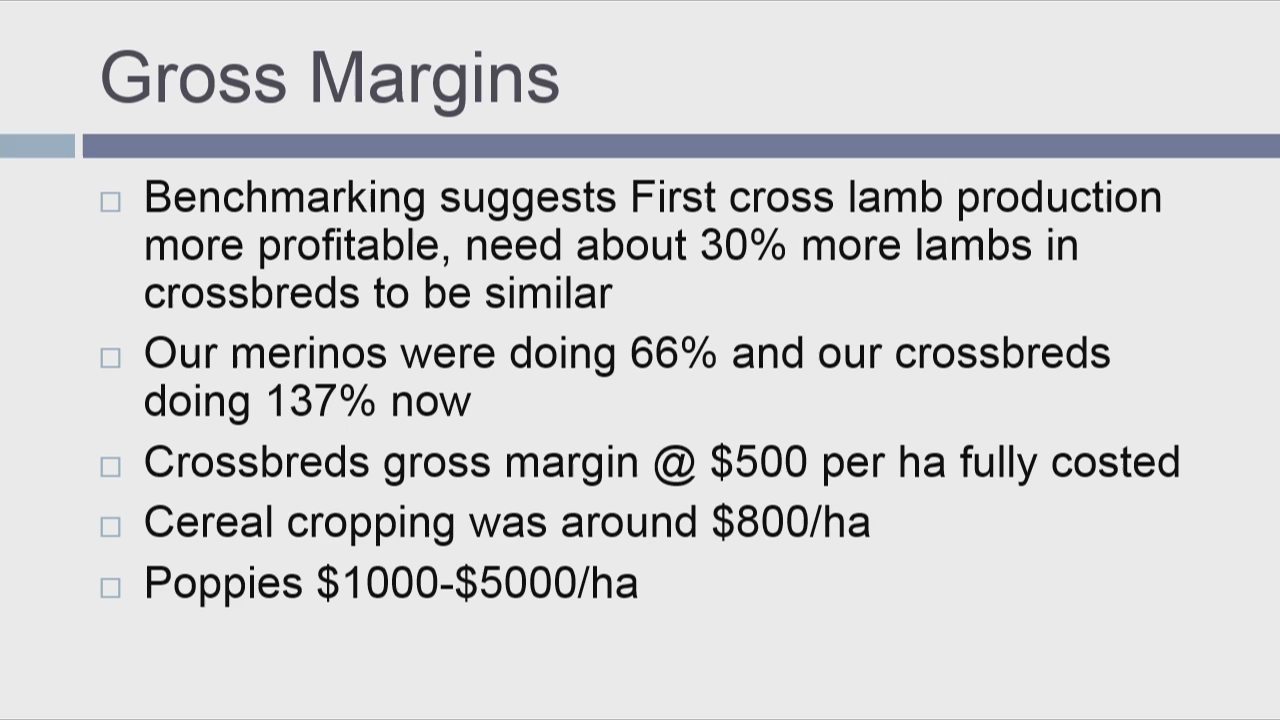 Gross Margins
Benchmarking suggests First cross lamb production
more profitable, need about 30% more lambs in
crossbreds to be similar
Our merinos were doing 66% and our crossbreds
doing 137% now
Crossbreds gross margin @ $500 per ha fully costed
Cereal cropping was around $800/ha
Poppies $1000-$5000/ha